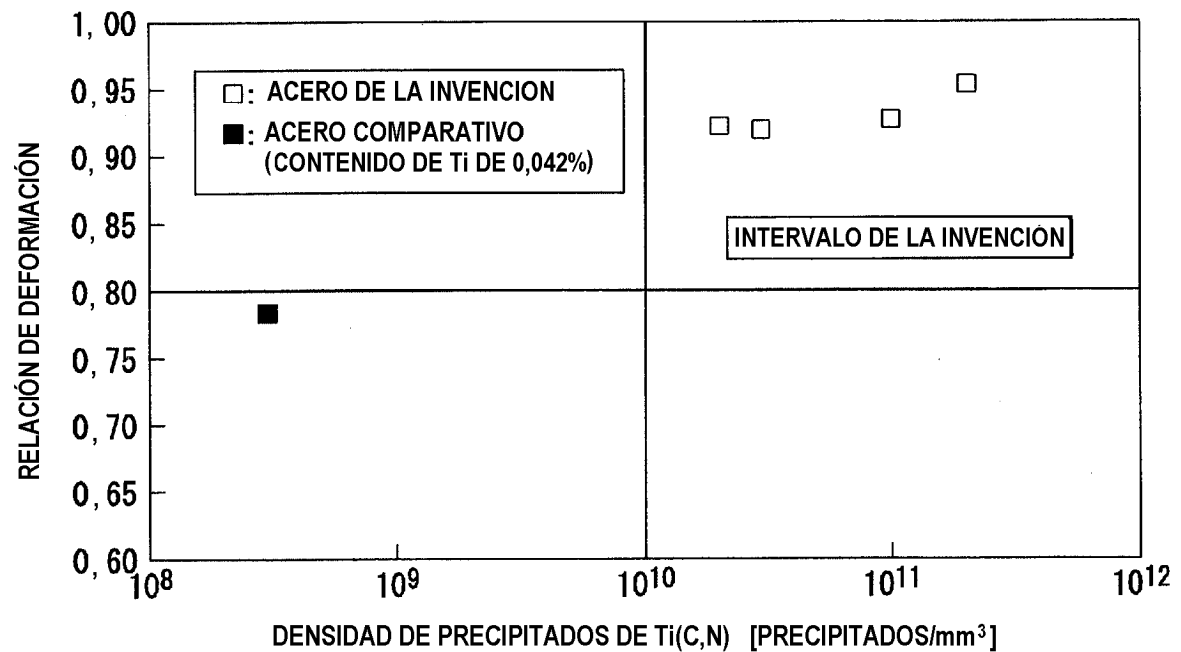 RELACIÓN DE DEFORMACIÓN
1,00
0,95
0,90
0,85
0,80
0,75
0,70
0,65
0,60
□: ACERO DE LA INVENCION
■: ACERO COMPARATIVO
(CONTENIDO DE Ti DE 0,042%)
INTERVALO DE LA INVENCIÓN
10⁸ 10⁹ 10¹⁰ 10¹¹ 10¹²
DENSIDAD DE PRECIPITADOS DE Ti(C,N) [PRECIPITADOS/mm³]